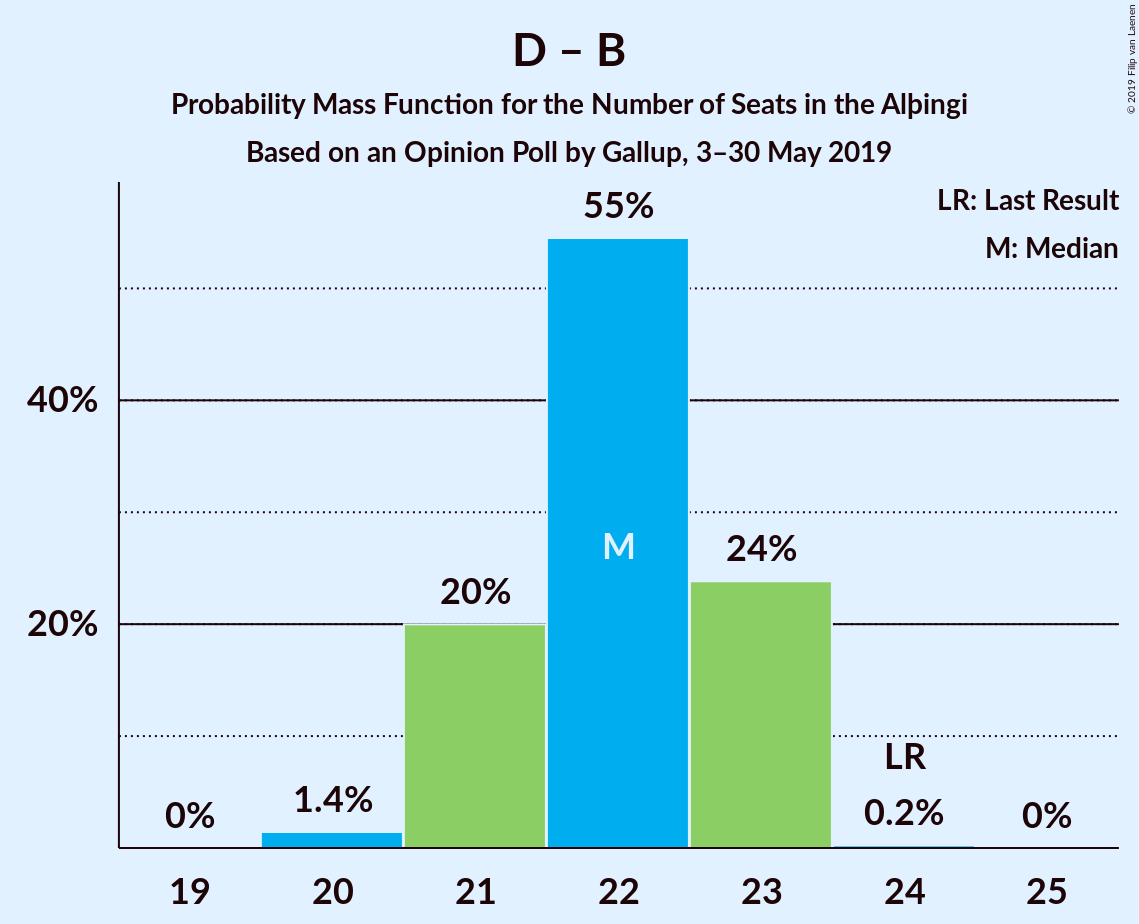 D – B
Probability Mass Function for the Number of Seats in the Alþingi
Based on an Opinion Poll by Gallup, 3–30 May 2019
© 2019 Filip van Laenen
LR: Last Result
M: Median
55%
40%
M
24%
20%
20%
LR
0%
1.4%
0.2%
0%
19 20 21 22 23 24 25